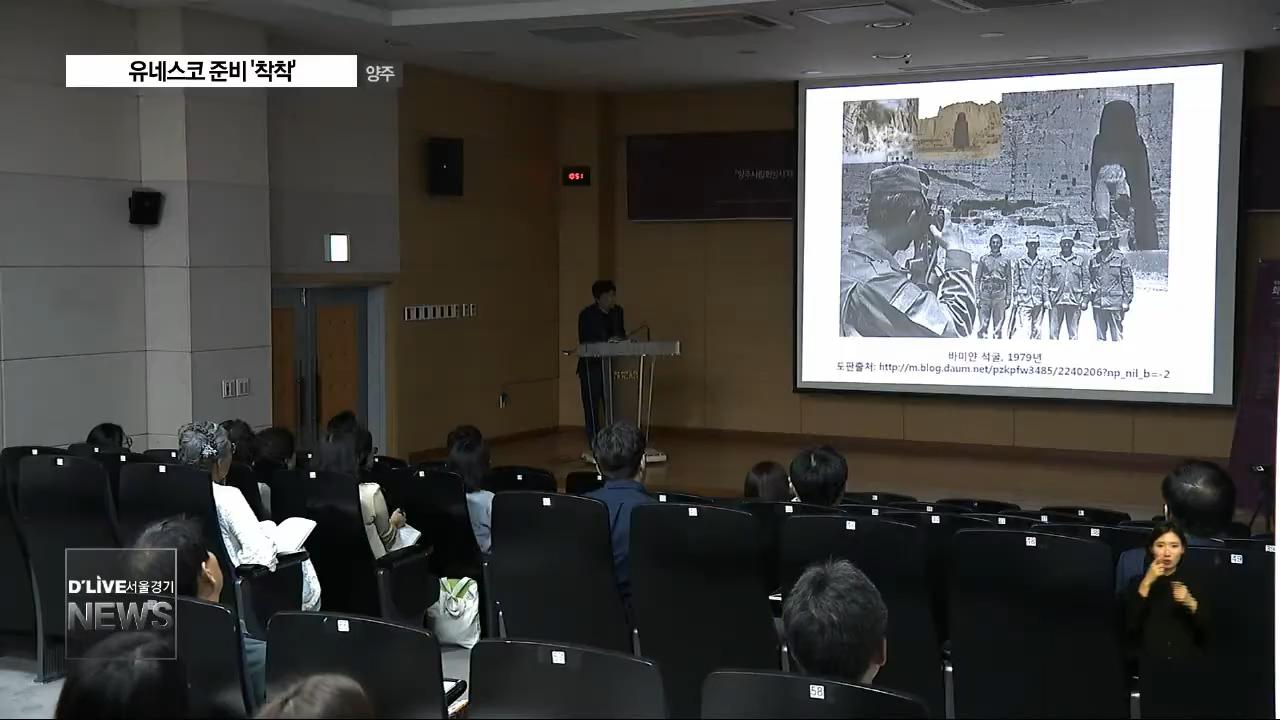 유네스코 준비 '착착'
양주
바미얀 석굴, 1979년
도판출처: http://m.blog.daum.net/pzkpfw3485/2240206?np_nil_b=-2
D'LIVE서울경기
NEWS
58